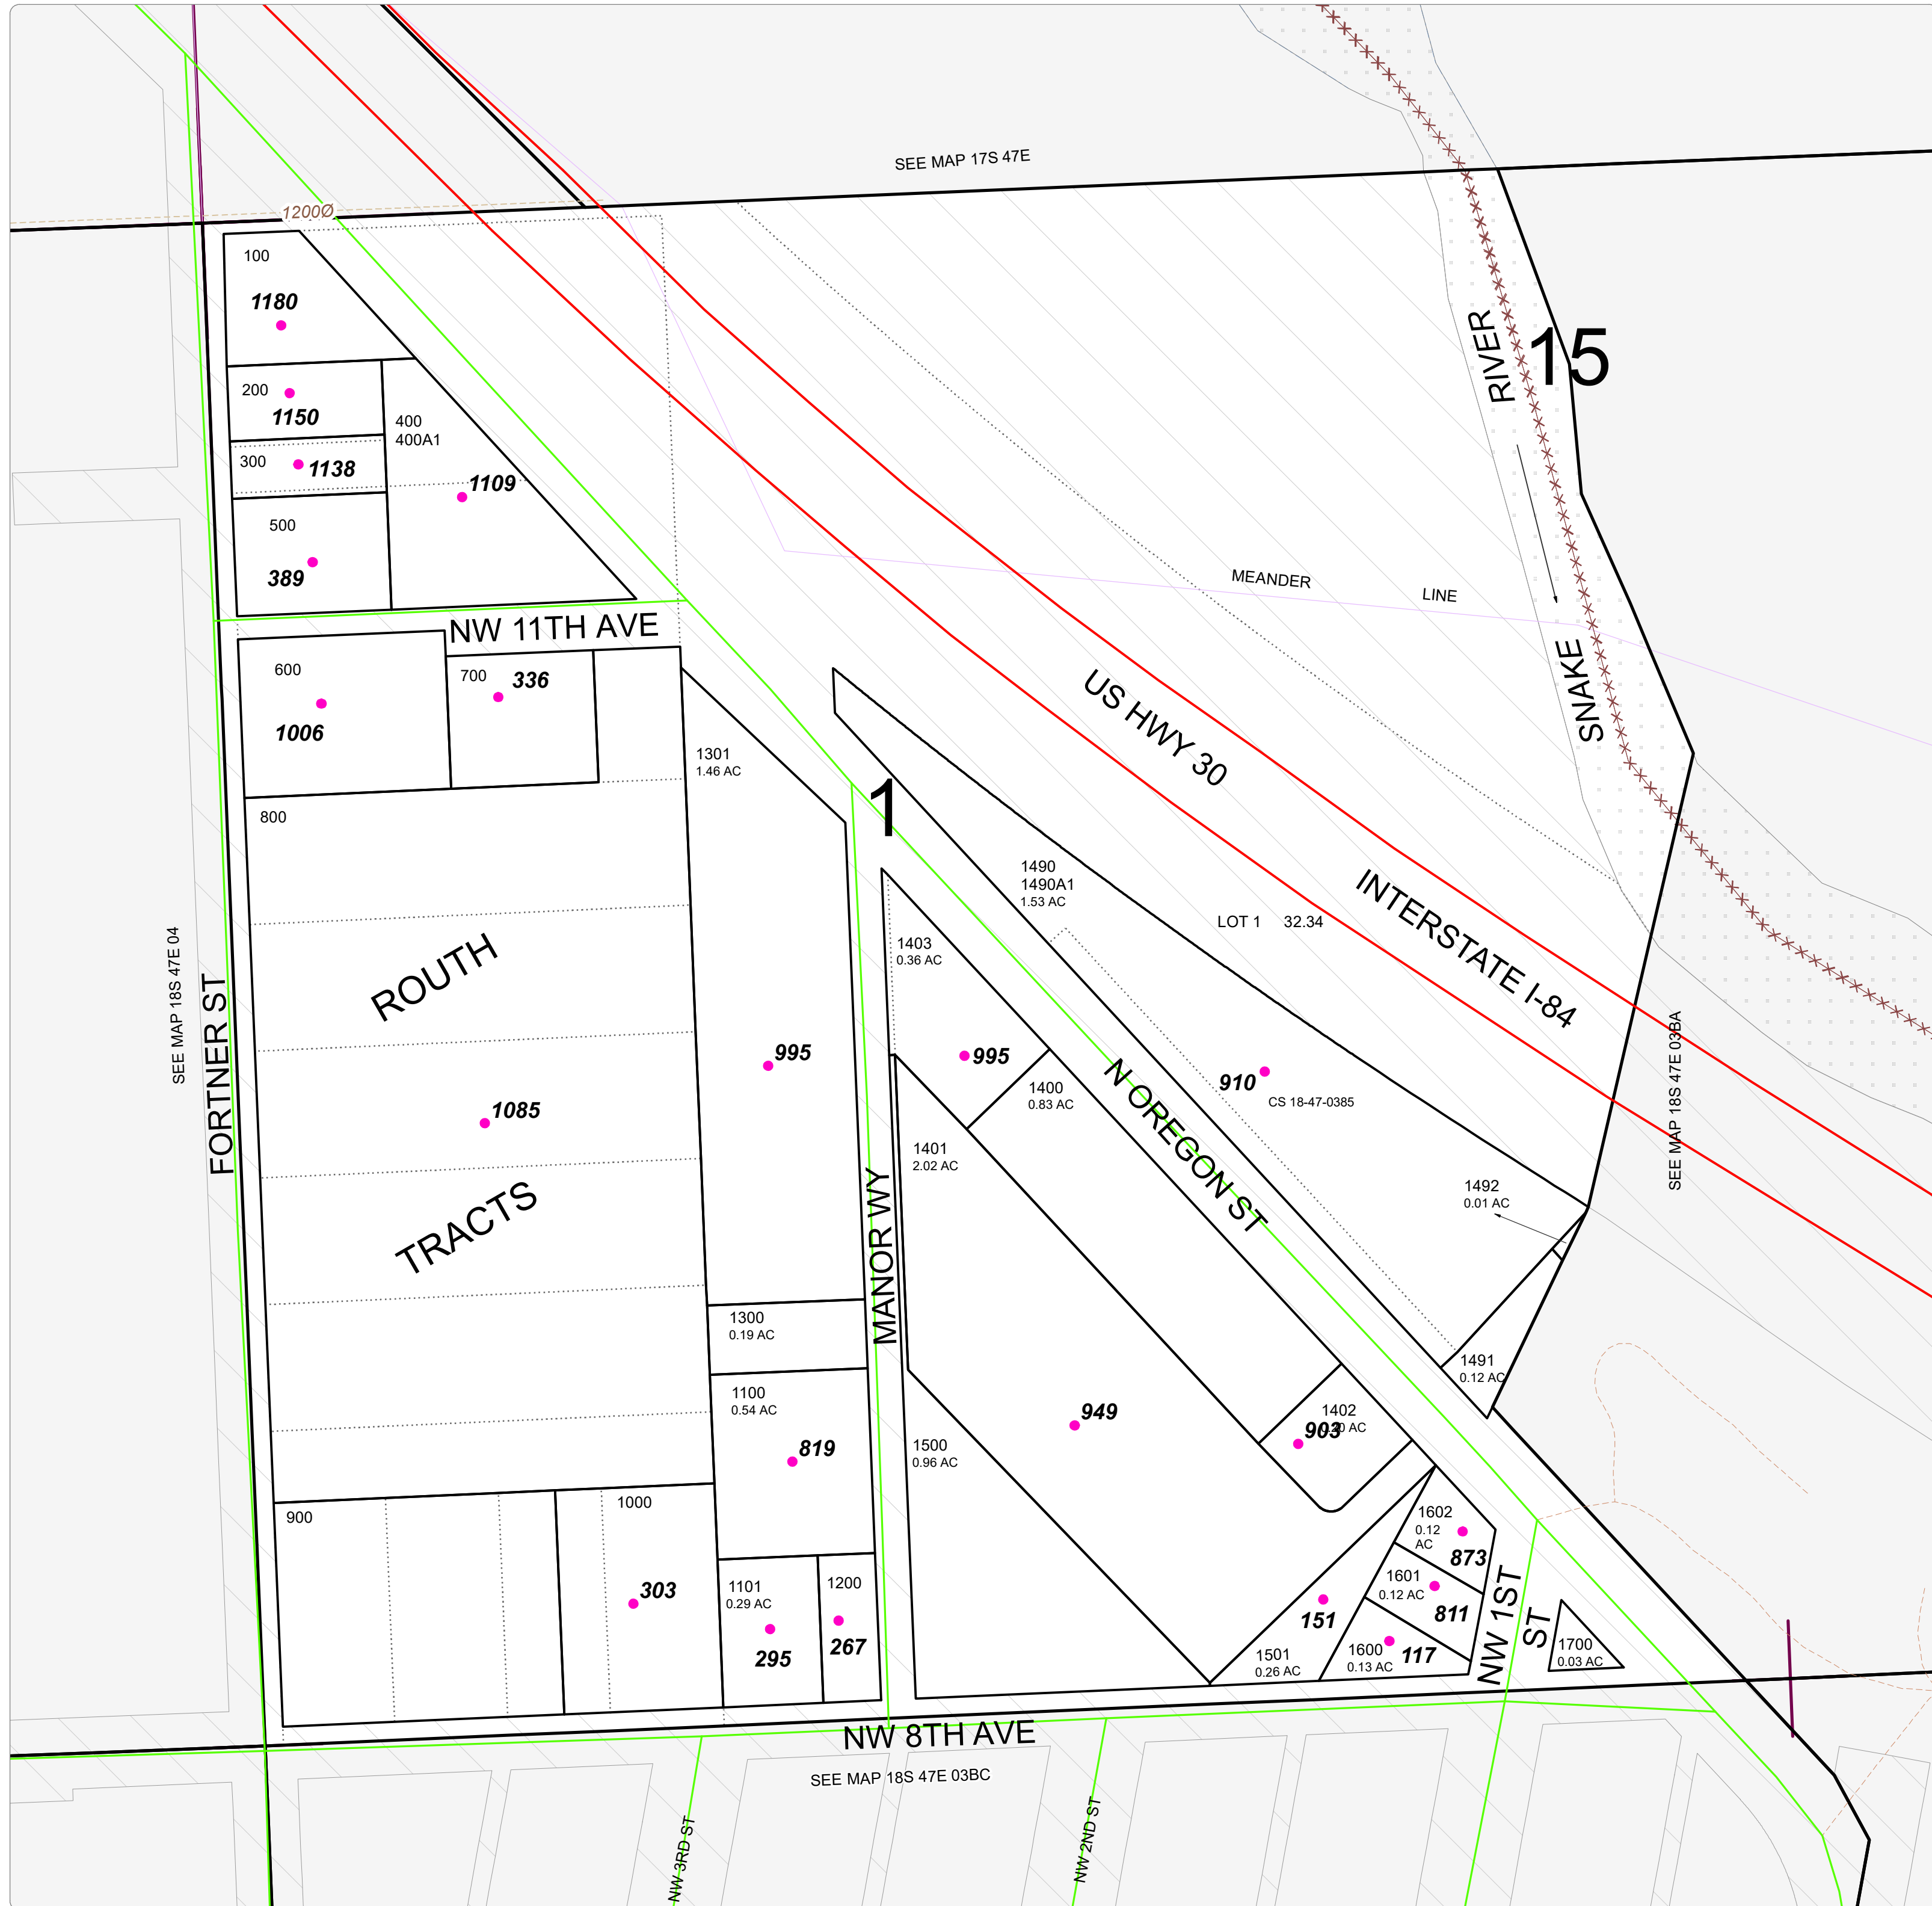 SEE MAP 17S 47E
1200Ø
100
1180
15
RIVER
200
1150
400
400A1
300
1138
1109
500
389
MEANDER LINE
NW 11TH AVE
SNAKE
600
1006
700
336
US HWY 30
1301
1.46 AC
1
800
1490
1490A1
1.53 AC
LOT 1 32.34
INTERSTATE I-84
1403
0.36 AC
SEE MAP 18S 47E 04
FORTNER ST
ROUTH
995
995
910
CS 18-47-0385
SEE MAP 18S 47E 03BA
1400
0.83 AC
N OREGON ST
1085
1401
2.02 AC
TRACTS
MANOR WY
1492
0.01 AC
1300
0.19 AC
1491
0.12 AC
1100
0.54 AC
949
1402
903
819
1500
0.96 AC
900
1000
1602
0.12
AC
873
303
1101
0.29 AC
1200
1601
0.12 AC
811
295
267
151
1501
0.26 AC
1600
0.13 AC
117
NW 1ST
ST
1700
0.03 AC
NW 8TH AVE
SEE MAP 18S 47E 03BC
NW 3RD ST
NW 2ND ST